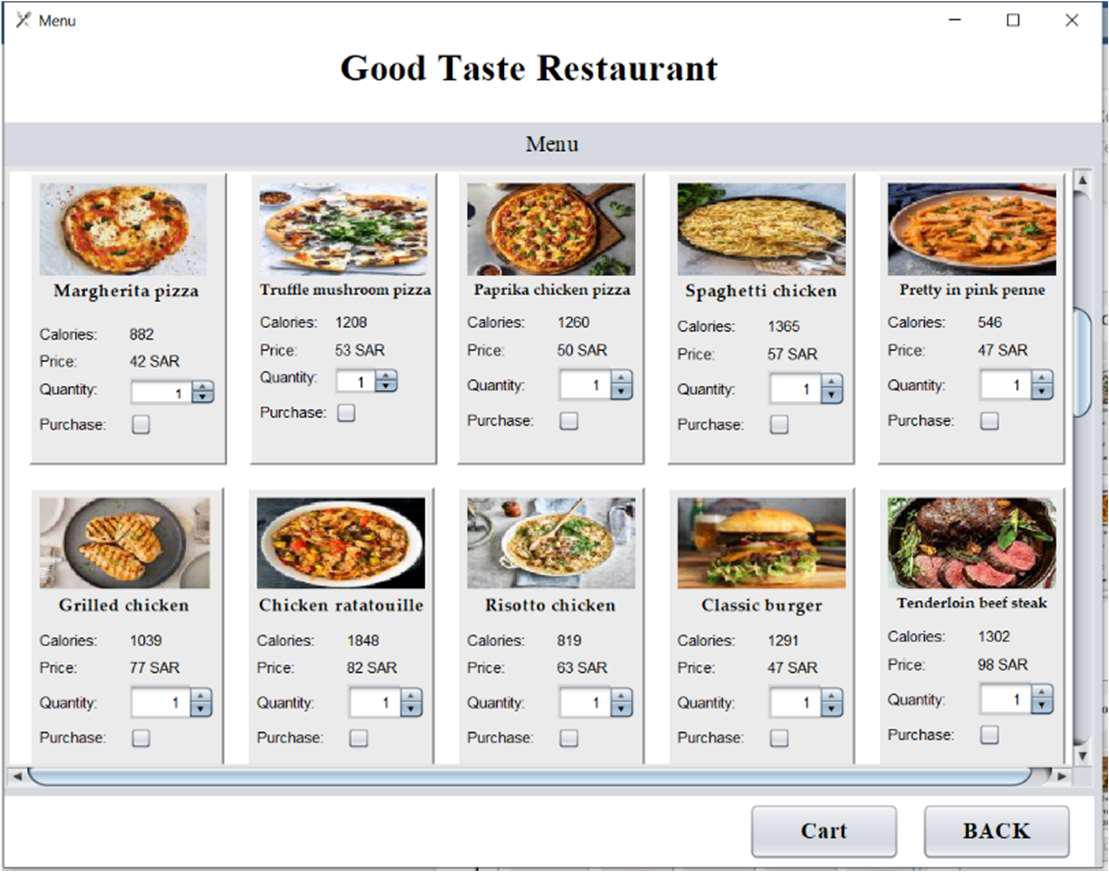 Menu
Good Taste Restaurant
Menu
Margherita pizza
Calories: 882
Price: 42 SAR
Quantity: 1
Purchase:
Truffle mushroom pizza
Calories: 1208
Price: 53 SAR
Quantity: 1
Purchase:
Paprika chicken pizza
Calories: 1260
Price: 50 SAR
Quantity: 1
Purchase:
Spaghetti chicken
Calories: 1365
Price: 57 SAR
Quantity: 1
Purchase:
Pretty in pink penne
Calories: 546
Price: 47 SAR
Quantity: 1
Purchase:
Grilled chicken
Calories: 1039
Price: 77 SAR
Quantity: 1
Purchase:
Chicken ratatouille
Calories: 1848
Price: 82 SAR
Quantity: 1
Purchase:
Risotto chicken
Calories: 819
Price: 63 SAR
Quantity: 1
Purchase:
Classic burger
Calories: 1291
Price: 47 SAR
Quantity: 1
Purchase:
Tenderloin beef steak
Calories: 1302
Price: 98 SAR
Quantity: 1
Purchase:
Cart
BACK